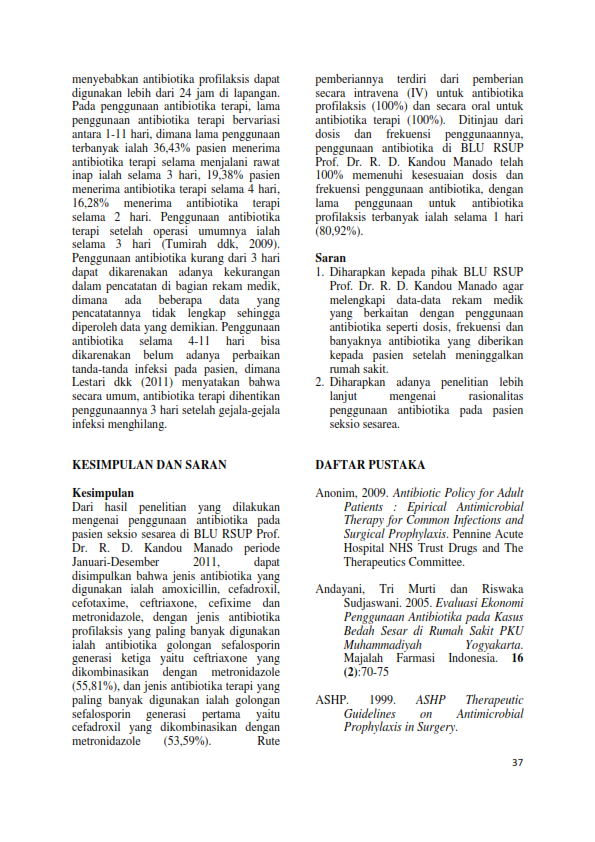 menyebabkan antibiotika profilaksis dapat
digunakan lebih dari 24 jam di lapangan.
Pada penggunaan antibiotika terapi, lama
penggunaan antibiotika terapi bervariasi
antara 1-11 hari, dimana lama penggunaan
terbanyak ialah 36,43% pasien menerima
antibiotika terapi selama menjalani rawat
inap ialah selama 3 hari, 19,38% pasien
menerima antibiotika terapi selama 4 hari,
16,28% menerima antibiotika terapi
selama 2 hari. Penggunaan antibiotika
terapi setelah operasi umumnya ialah
selama 3 hari (Tumirah ddk, 2009).
Penggunaan antibiotika kurang dari 3 hari
dapat dikarenakan adanya kekurangan
dalam pencatatan di bagian rekam medik,
dimana ada beberapa data yang
pencatatannya tidak lengkap sehingga
diperoleh data yang demikian. Penggunaan
antibiotika selama 4-11 hari bisa
dikarenakan belum adanya perbaikan
tanda-tanda infeksi pada pasien, dimana
Lestari dkk (2011) menyatakan bahwa
secara umum, antibiotika terapi dihentikan
penggunaannya 3 hari setelah gejala-gejala
infeksi menghilang.
KESIMPULAN DAN SARAN
Kesimpulan
Dari hasil penelitian yang dilakukan
mengenai penggunaan antibiotika pada
pasien seksio sesarea di BLU RSUP Prof.
Dr. R. D. Kandou Manado periode
Januari-Desember 2011, dapat
disimpulkan bahwa jenis antibiotika yang
digunakan ialah amoxicillin, cefadroxil,
cefotaxime, ceftriaxone, cefixime dan
metronidazole, dengan jenis antibiotika
profilaksis yang paling banyak digunakan
ialah antibiotika golongan sefalosporin
generasi ketiga yaitu ceftriaxone yang
dikombinasikan dengan metronidazole
(55,81%), dan jenis antibiotika terapi yang
paling banyak digunakan ialah golongan
sefalosporin generasi pertama yaitu
cefadroxil yang dikombinasikan dengan
metronidazole (53,59%). Rute
pemberiannya terdiri dari pemberian
secara intravena (IV) untuk antibiotika
profilaksis (100%) dan secara oral untuk
antibiotika terapi (100%). Ditinjau dari
dosis dan frekuensi penggunaannya,
penggunaan antibiotika di BLU RSUP
Prof. Dr. R. D. Kandou Manado telah
100% memenuhi kesesuaian dosis dan
frekuensi penggunaan antibiotika, dengan
lama penggunaan untuk antibiotika
profilaksis terbanyak ialah selama 1 hari
(80,92%).
Saran
1. Diharapkan kepada pihak BLU RSUP
Prof. Dr. R. D. Kandou Manado agar
melengkapi data-data rekam medik
yang berkaitan dengan penggunaan
antibiotika seperti dosis, frekuensi dan
banyaknya antibiotika yang diberikan
kepada pasien setelah meninggalkan
rumah sakit.
2. Diharapkan adanya penelitian lebih
lanjut mengenai rasionalitas
penggunaan antibiotika pada pasien
seksio sesarea.
DAFTAR PUSTAKA
Anonim, 2009. Antibiotic Policy for Adult
Patients : Epirical Antimicrobial
Therapy for Common Infections and
Surgical Prophylaxis. Pennine Acute
Hospital NHS Trust Drugs and The
Therapeutics Committee.
Andayani, Tri Murti dan Riswaka
Sudjaswani. 2005. Evaluasi Ekonomi
Penggunaan Antibiotika pada Kasus
Bedah Sesar di Rumah Sakit PKU
Muhammadiyah Yogyakarta.
Majalah Farmasi Indonesia. 16
(2):70-75
ASHP. 1999. ASHP Therapeutic
Guidelines on Antimicrobial
Prophylaxis in Surgery.
37